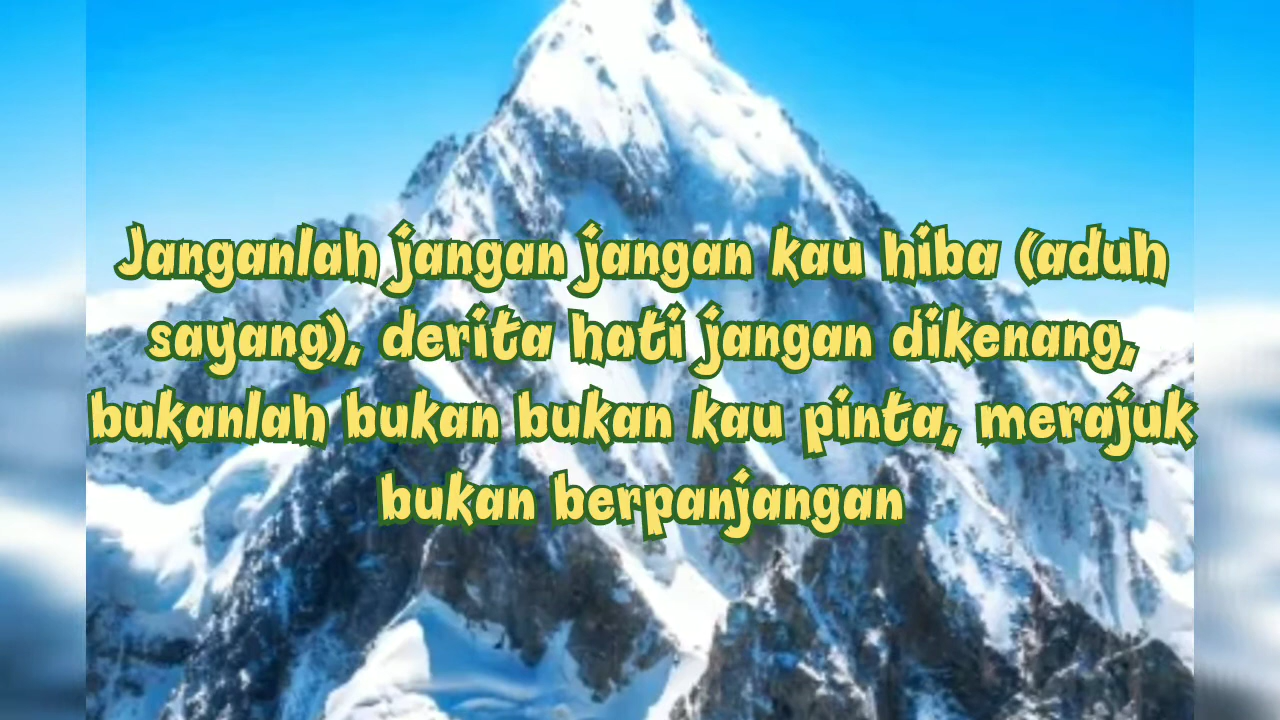 Janganlah jangan jangan kau hiba (aduh
sayang), derita hati jangan dikenang,
bukanlah bukan bukan kau pinta, merajuk
bukan berpanjangan